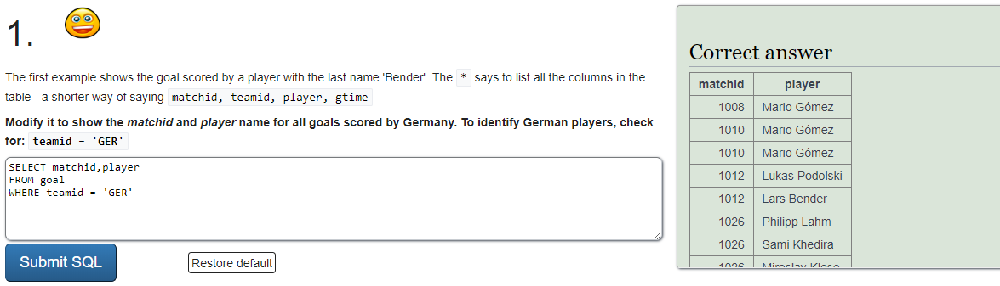 1.
The first example shows the goal scored by a player with the last name 'Bender'. The * says to list all the columns in the
table - a shorter way of saying matchid, teamid, player, gtime
Modify it to show the matchid and player name for all goals scored by Germany. To identify German players, check
for: teamid = 'GER'
SELECT matchid,player
FROM goal
WHERE teamid = 'GER'
Submit SQL
Restore default
Correct answer
matchid player
1008 Mario Gómez
1010 Mario Gómez
1010 Mario Gómez
1012 Lukas Podolski
1012 Lars Bender
1026 Philipp Lahm
1026 Sami Khedira
1026 Miroslav Klose